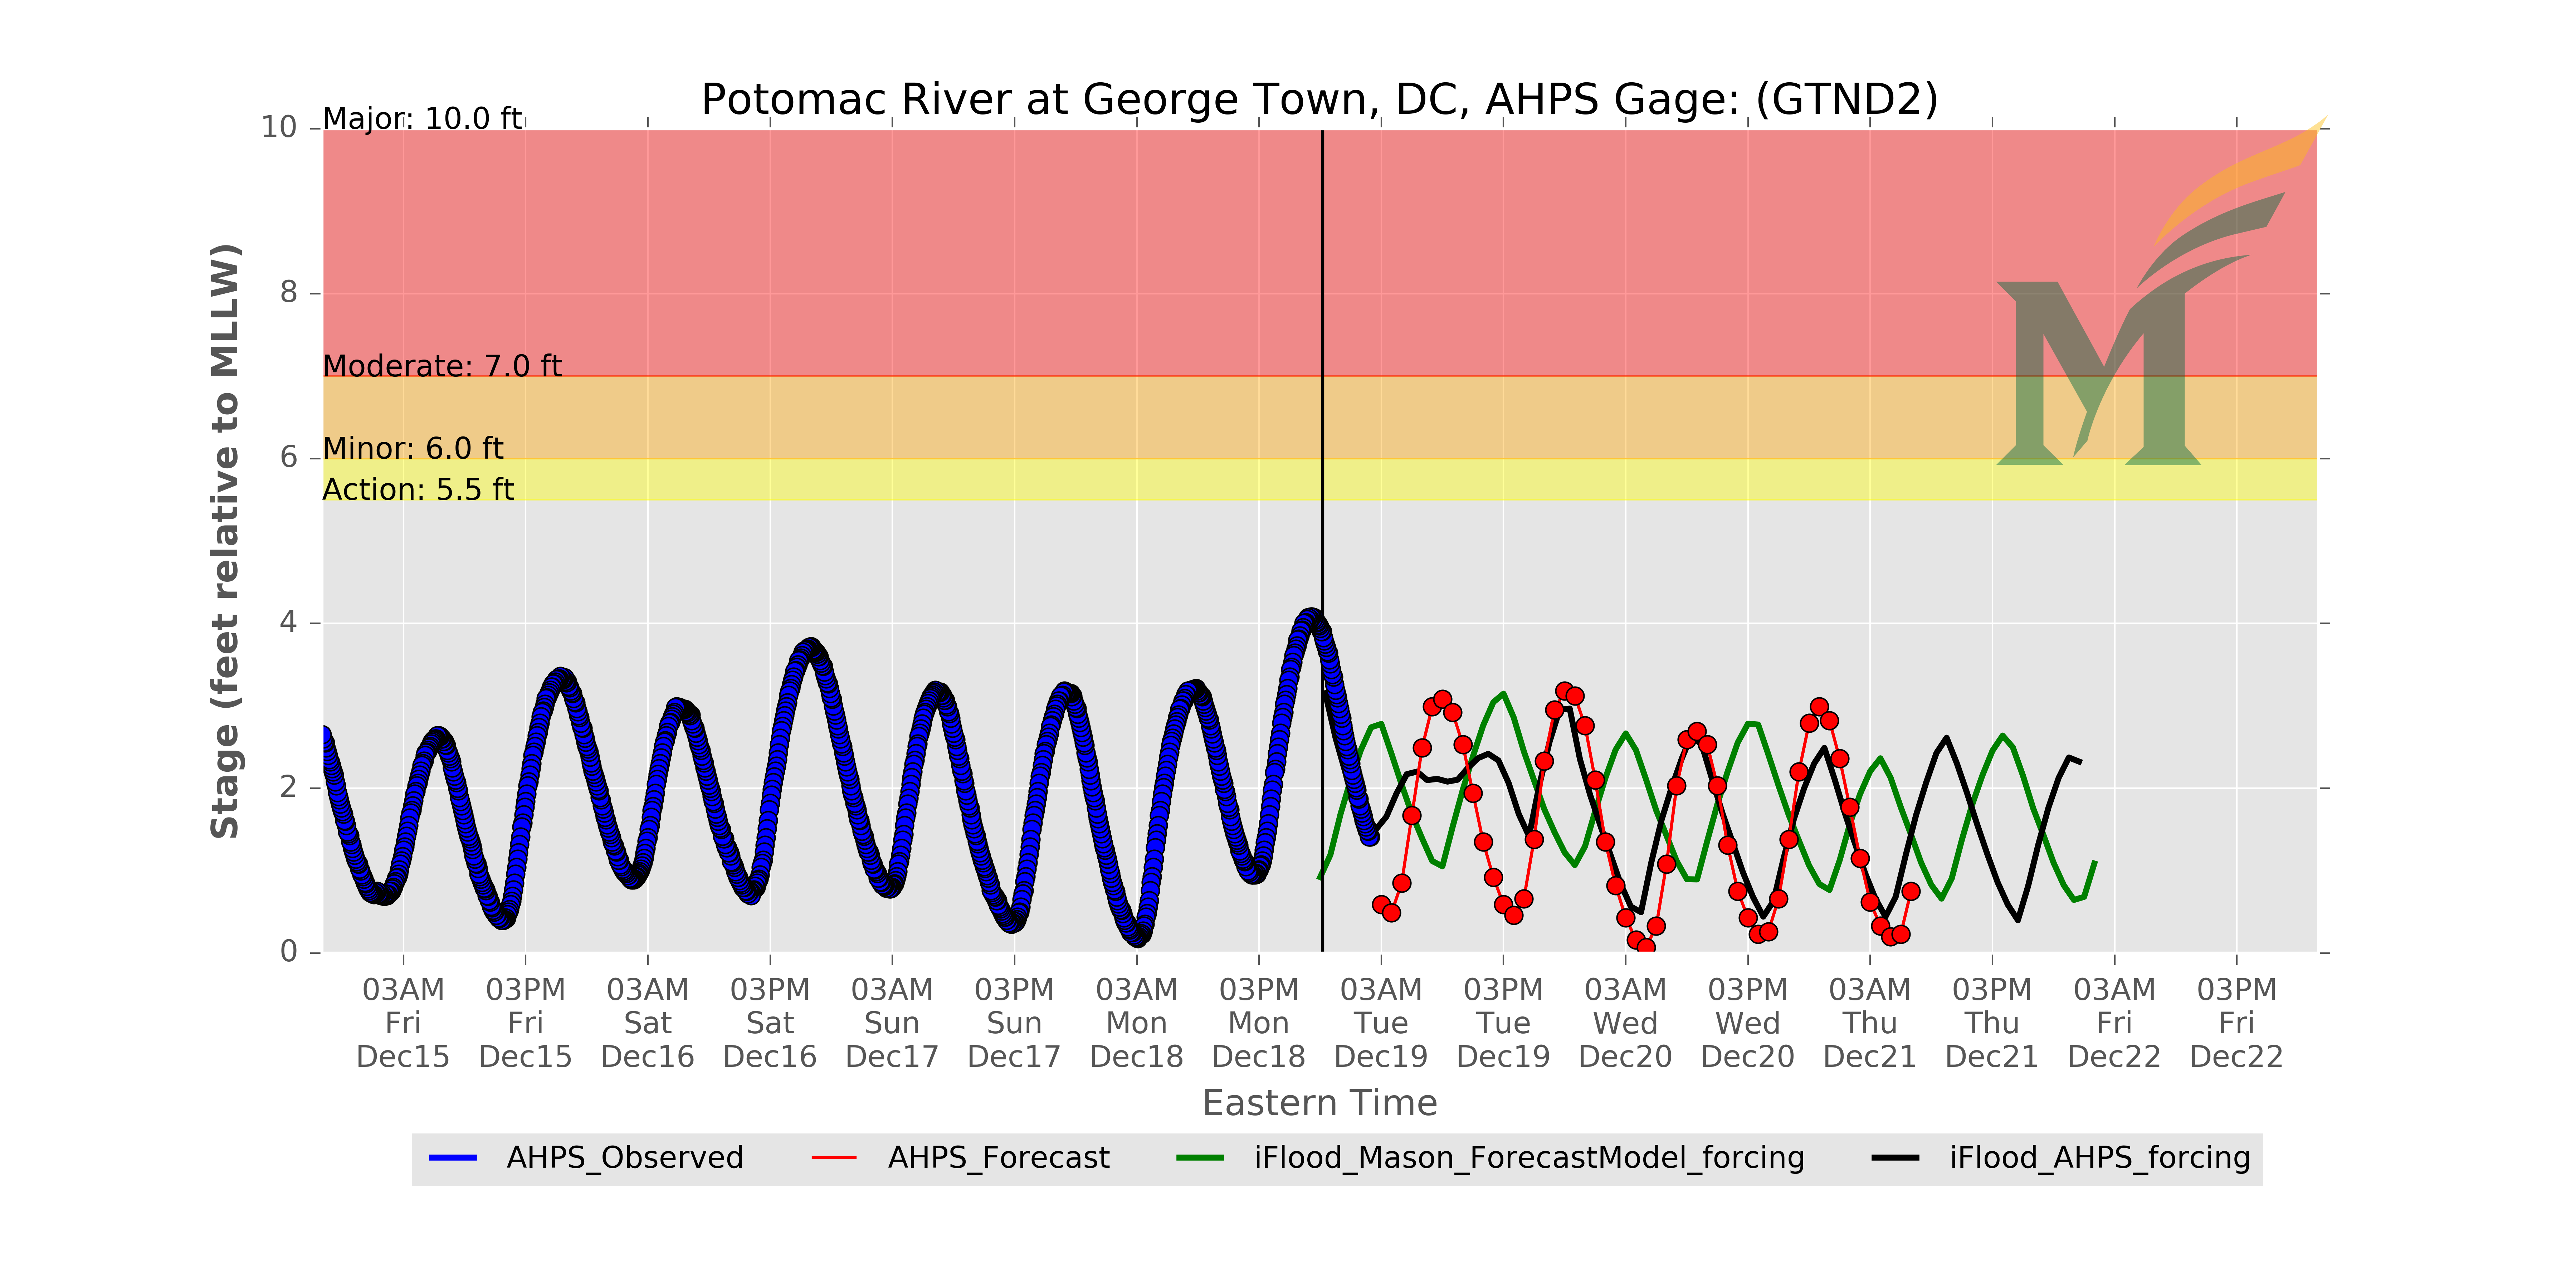 Potomac River at George Town, DC, AHPS Gage: (GTND2)
Major: 10.0 ft
Moderate: 7.0 ft
Minor: 6.0 ft
Action: 5.5 ft
Stage (feet relative to MLLW)
10
8
6
4
2
0
03AM 03PM 03AM 03PM 03AM 03PM 03AM 03PM 03AM 03PM 03AM 03PM 03AM 03PM 03AM 03PM
Fri Fri Sat Sat Sun Sun Mon Mon Tue Tue Wed Wed Thu Thu Fri Fri
Dec15 Dec15 Dec16 Dec16 Dec17 Dec17 Dec18 Dec18 Dec19 Dec19 Dec20 Dec20 Dec21 Dec21 Dec22 Dec22
Eastern Time
AHPS_Observed AHPS_Forecast iFlood_Mason_ForecastModel_forcing iFlood_AHPS_forcing
M